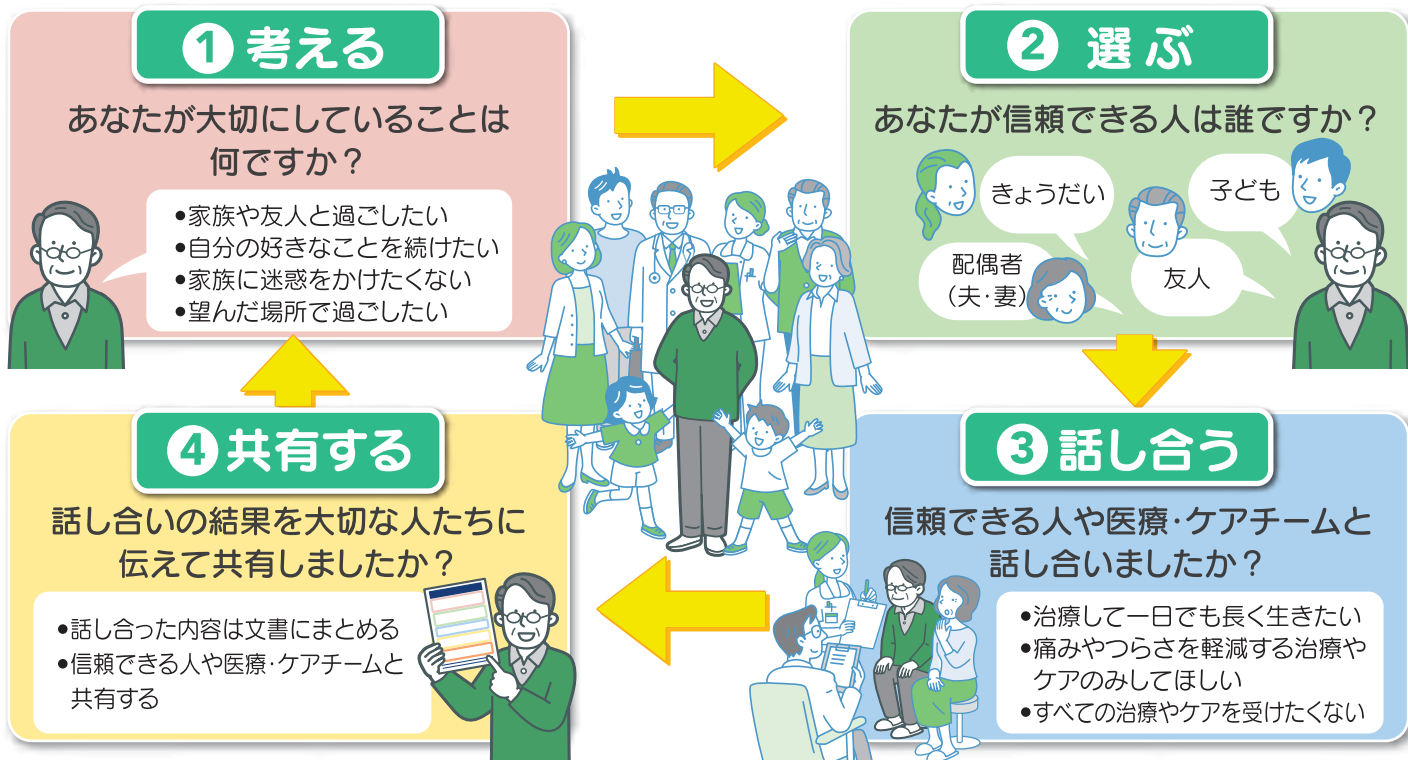 ❶考える
あなたが大切にしていることは
何ですか？
●家族や友人と過ごしたい
●自分の好きなことを続けたい
●家族に迷惑をかけたくない
●望んだ場所で過ごしたい
❷ 選ぶ
あなたが信頼できる人は誰ですか？
きょうだい
子ども
配偶者
（夫・妻）
友人
❸話し合う
信頼できる人や医療・ケアチームと
話し合いましたか？
●治療して一日でも長く生きたい
●痛みやつらさを軽減する治療や
ケアのみしてほしい
●すべての治療やケアを受けたくない
❹共有する
話し合いの結果を大切な人たちに
伝えて共有しましたか？
●話し合った内容は文書にまとめる
●信頼できる人や医療・ケアチームと
共有する